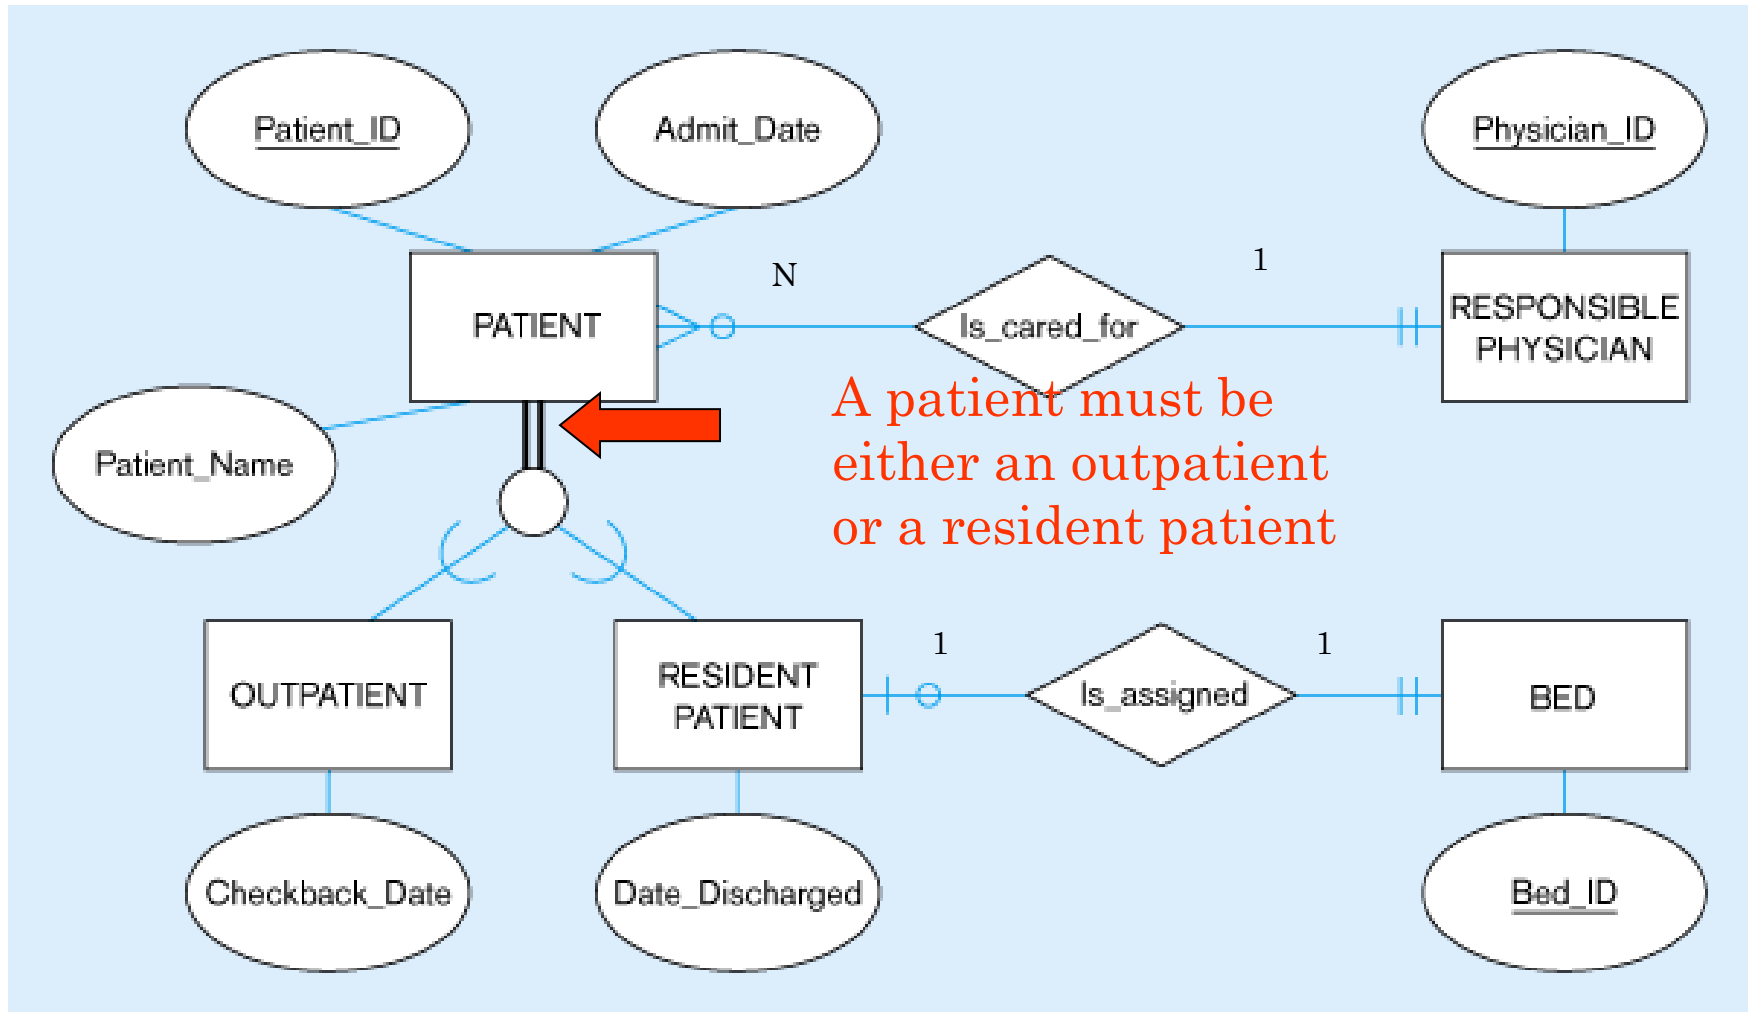 Patient_ID
Admit_Date
Physician_ID
N
1
PATIENT
Is_cared_for
RESPONSIBLE
PHYSICIAN
A patient must be
either an outpatient
or a resident patient
Patient_Name
OUTPATIENT
RESIDENT
PATIENT
1
Is_assigned
1
BED
Checkback_Date
Date_Discharged
Bed_ID